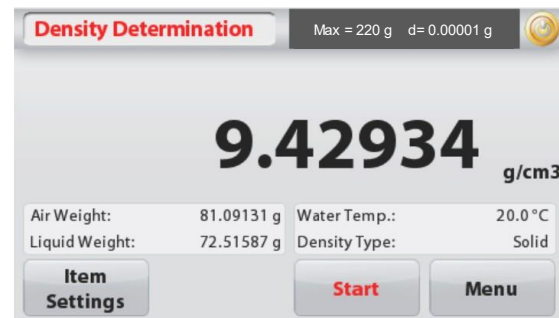 Density Determination Max = 220 g d= 0.00001 g
9.42934 g/cm3
Air Weight: 81.09131 g Water Temp.: 20.0°C
Liquid Weight: 72.51587 g Density Type: Solid
Item
Settings
Start
Menu